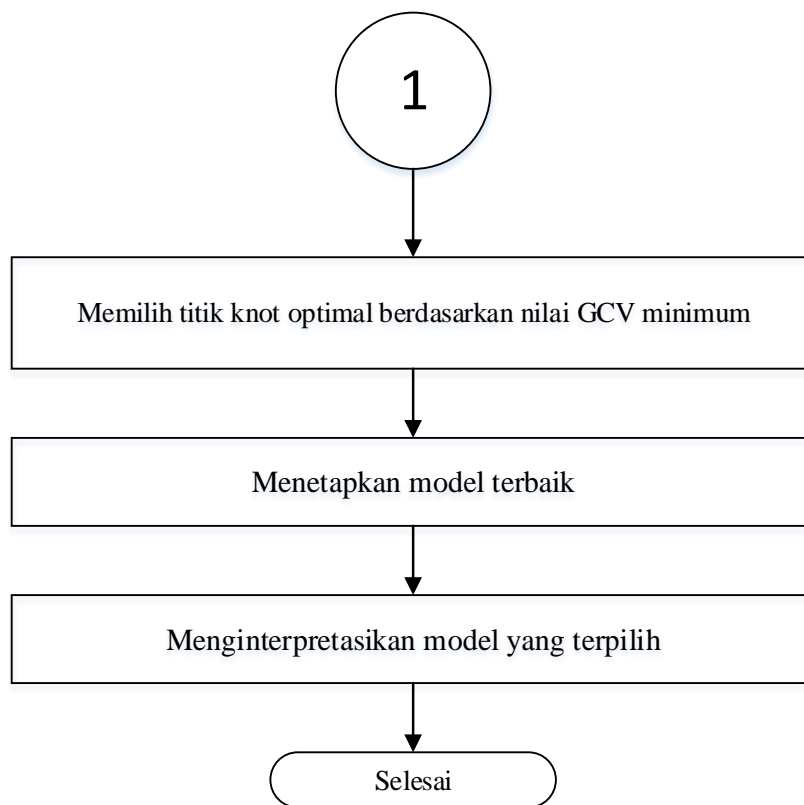 1
Memilih titik knot optimal berdasarkan nilai GCV minimum
Menetapkan model terbaik
Menginterpretasikan model yang terpilih
Selesai